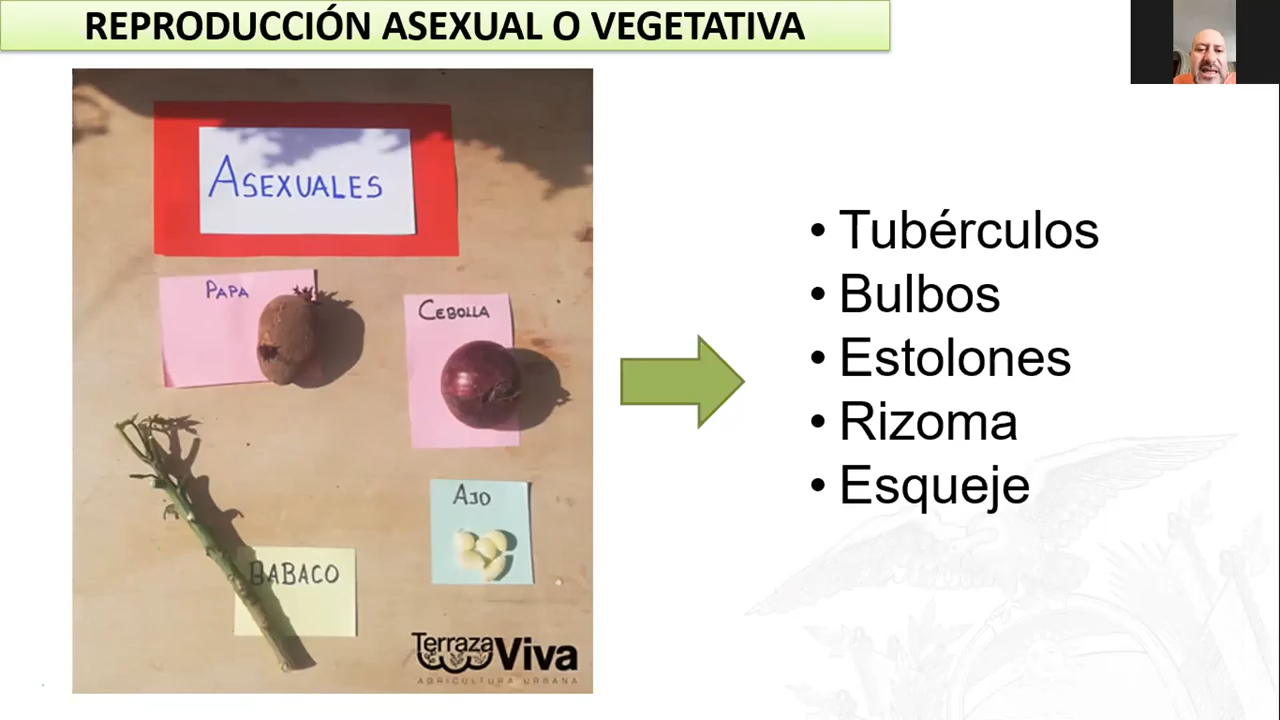 REPRODUCCIÓN ASEXUAL O VEGETATIVA
ASEXUALES
PAPA
CEBOLLA
AJO
BABACO
Terraza Viva
AGRICULTURA URBANA
• Tubérculos
• Bulbos
• Estolones
• Rizoma
• Esqueje